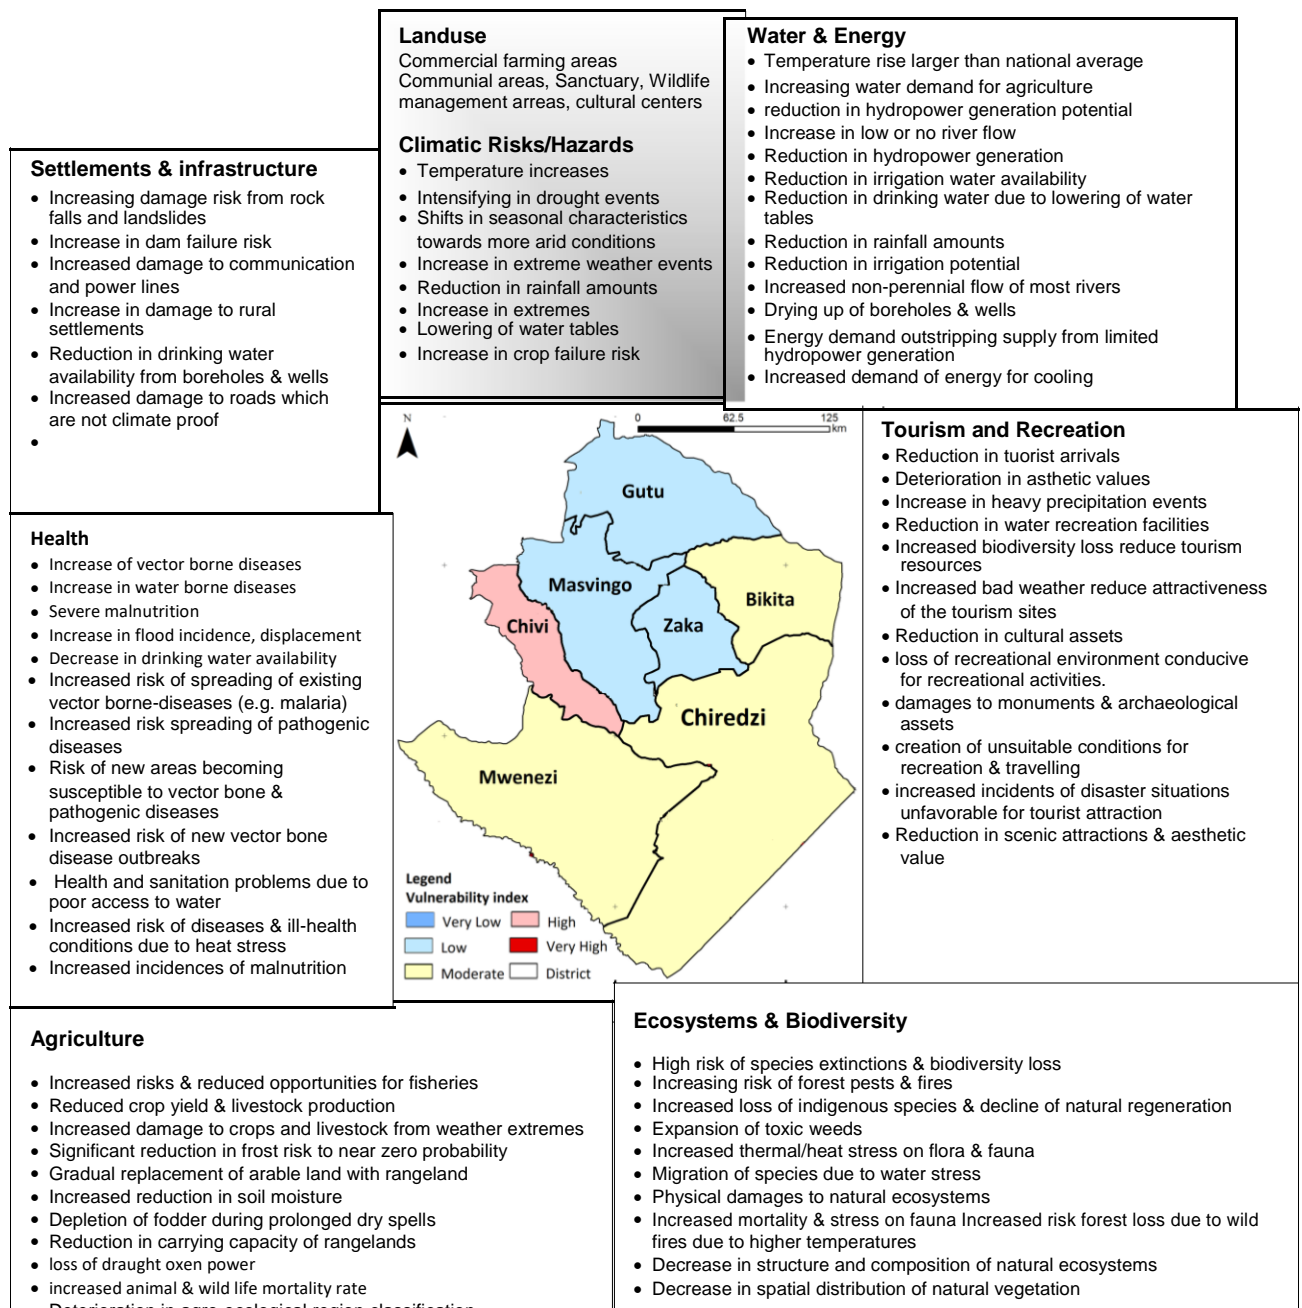 Landuse
Commercial farming areas
Communial areas, Sanctuary, Wildlife
management arreas, cultural centers
Climatic Risks/Hazards
• Temperature increases
• Intensifying in drought events
• Shifts in seasonal characteristics
towards more arid conditions
• Increase in extreme weather events
• Reduction in rainfall amounts
• Increase in extremes
• Lowering of water tables
• Increase in crop failure risk
Water & Energy
• Temperature rise larger than national average
• Increasing water demand for agriculture
• reduction in hydropower generation potential
• Increase in low or no river flow
• Reduction in hydropower generation
• Reduction in irrigation water availability
• Reduction in drinking water due to lowering of water
tables
• Reduction in rainfall amounts
• Reduction in irrigation potential
• Increased non-perennial flow of most rivers
• Drying up of boreholes & wells
• Energy demand outstripping supply from limited
hydropower generation
• Increased demand of energy for cooling
Settlements & infrastructure
• Increasing damage risk from rock
falls and landslides
• Increase in dam failure risk
• Increased damage to communication
and power lines
• Increase in damage to rural
settlements
• Reduction in drinking water
availability from boreholes & wells
• Increased damage to roads which
are not climate proof
•
Health
• Increase of vector borne diseases
• Increase in water borne diseases
• Severe malnutrition
• Increase in flood incidence, displacement
• Decrease in drinking water availability
• Increased risk of spreading of existing
vector borne-diseases (e.g. malaria)
• Increased risk spreading of pathogenic
diseases
• Risk of new areas becoming
susceptible to vector bone &
pathogenic diseases
• Increased risk of new vector bone
disease outbreaks
• Health and sanitation problems due to
poor access to water
• Increased risk of diseases & ill-health
conditions due to heat stress
• Increased incidences of malnutrition
N
0 62.5 125
km
Gutu
Masvingo
Bikita
Chivi
Zaka
Chiredzi
Mwenezi
Legend
Vulnerability index
Very Low
High
Low
Very High
Moderate
District
Tourism and Recreation
• Reduction in tuorist arrivals
• Deterioration in asthetic values
• Increase in heavy precipitation events
• Reduction in water recreation facilities
• Increased biodiversity loss reduce tourism
resources
• Increased bad weather reduce attractiveness
of the tourism sites
• Reduction in cultural assets
• loss of recreational environment conducive
for recreational activities.
• damages to monuments & archaeological
assets
• creation of unsuitable conditions for
recreation & travelling
• increased incidents of disaster situations
unfavorable for tourist attraction
• Reduction in scenic attractions & aesthetic
value
Agriculture
• Increased risks & reduced opportunities for fisheries
• Reduced crop yield & livestock production
• Increased damage to crops and livestock from weather extremes
• Significant reduction in frost risk to near zero probability
• Gradual replacement of arable land with rangeland
• Increased reduction in soil moisture
• Depletion of fodder during prolonged dry spells
• Reduction in carrying capacity of rangelands
• loss of draught oxen power
• increased animal & wild life mortality rate
• Deterioration in agro-ecological region classification
Ecosystems & Biodiversity
• High risk of species extinctions & biodiversity loss
• Increasing risk of forest pests & fires
• Increased loss of indigenous species & decline of natural regeneration
• Expansion of toxic weeds
• Increased thermal/heat stress on flora & fauna
• Migration of species due to water stress
• Physical damages to natural ecosystems
• Increased mortality & stress on fauna Increased risk forest loss due to wild
fires due to higher temperatures
• Decrease in structure and composition of natural ecosystems
• Decrease in spatial distribution of natural vegetation